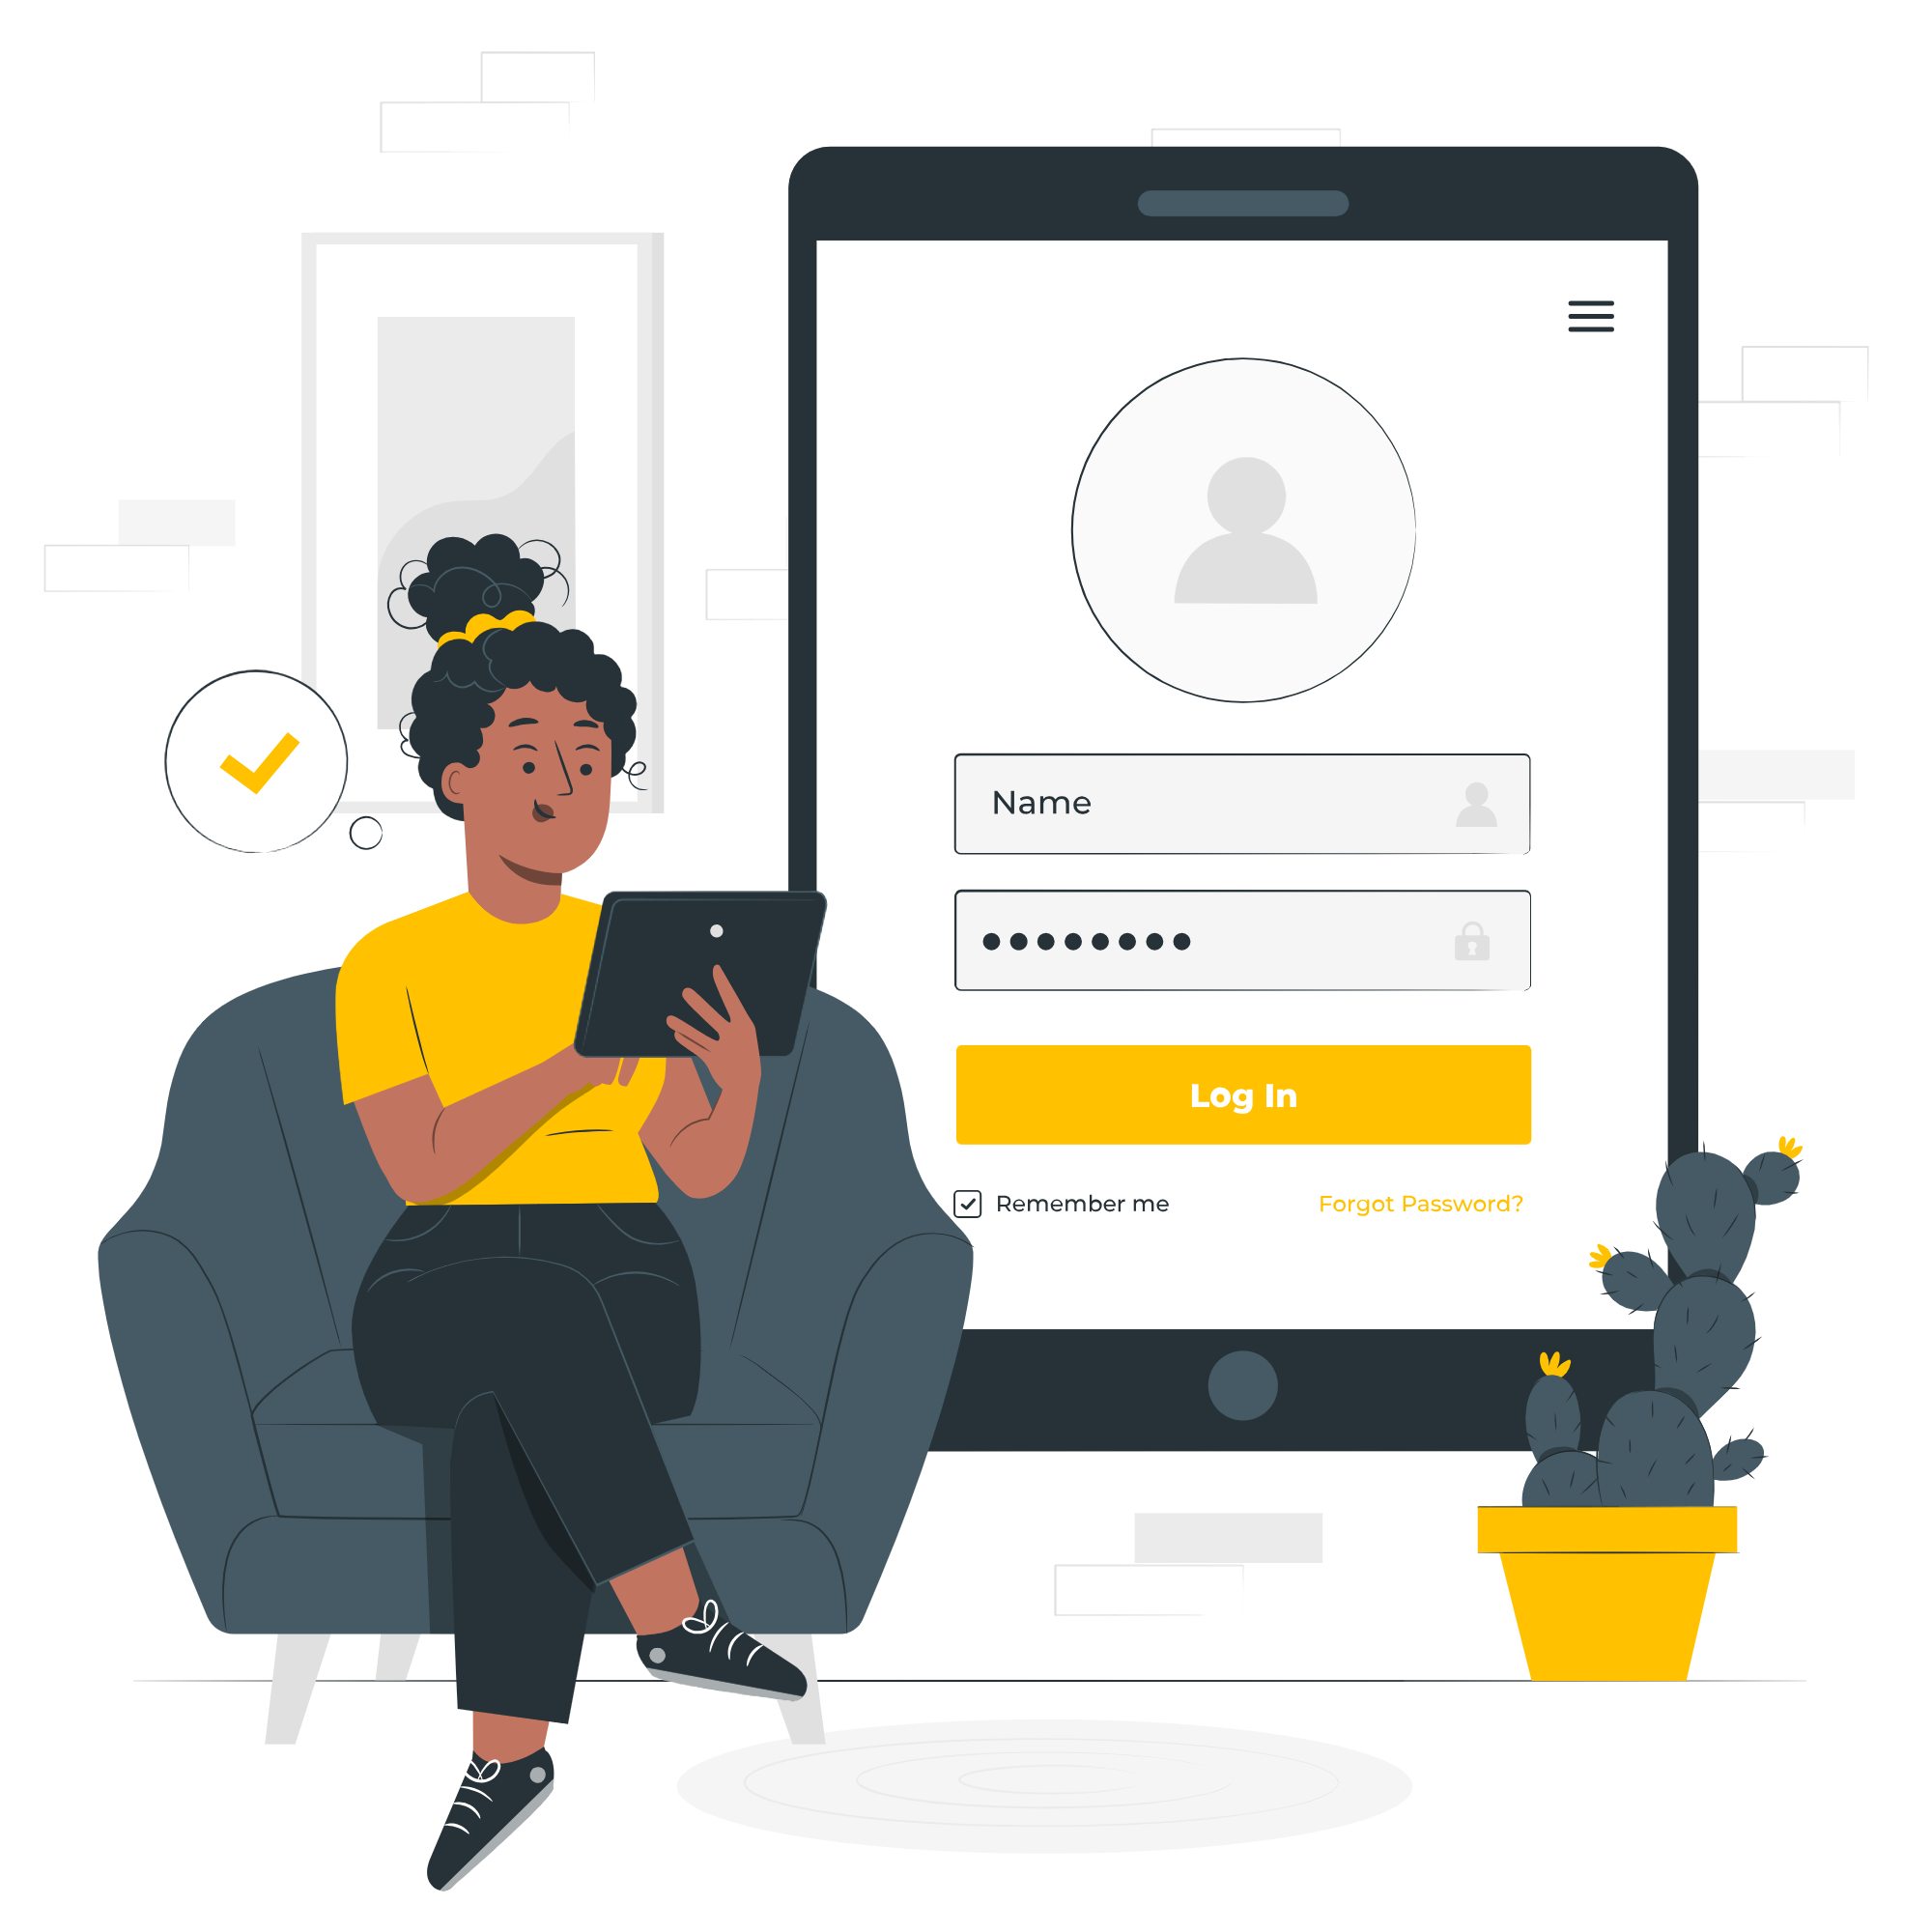 Name
••••••••
Log In
Remember me
Forgot Password?